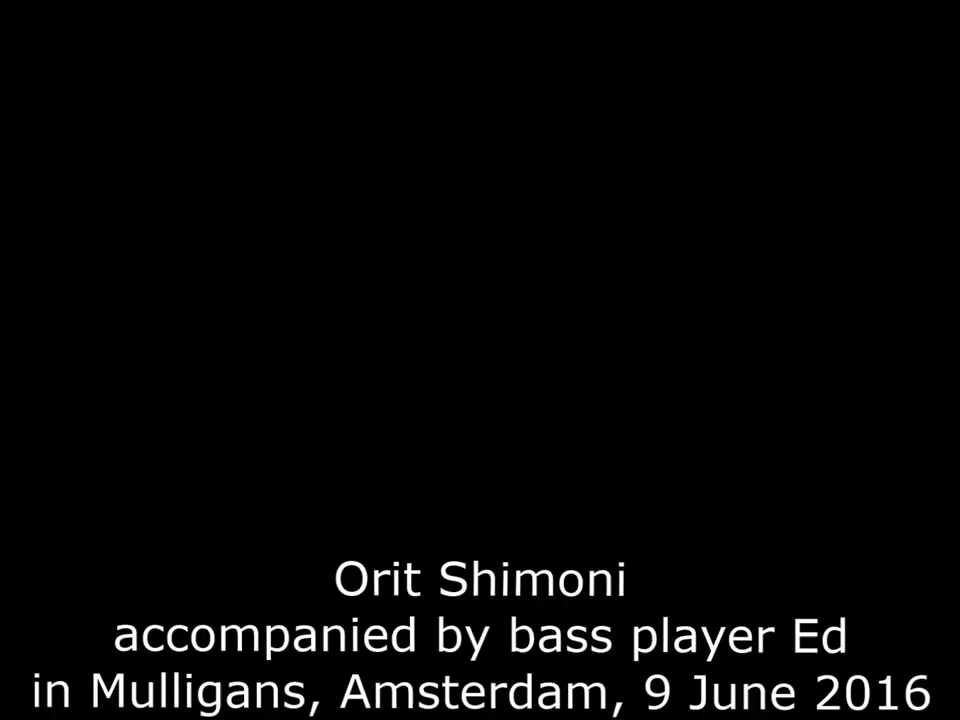 Orit Shimoni
accompanied by bass player Ed
in Mulligans, Amsterdam, 9 June 2016